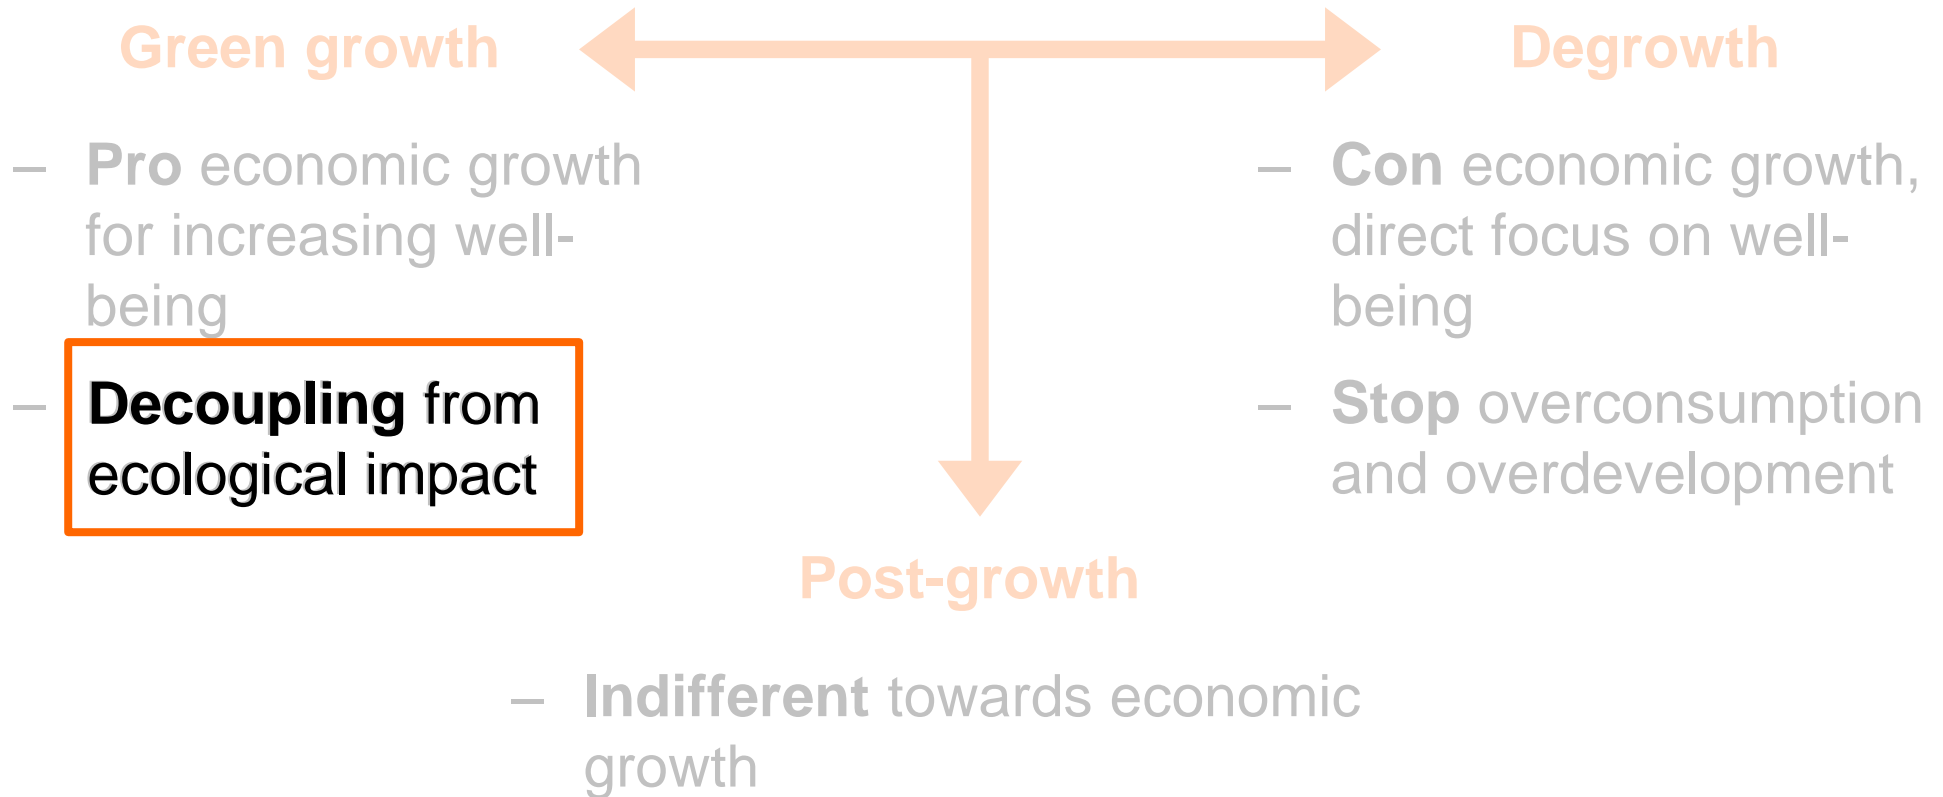 Green growth
– Pro economic growth
for increasing well-
being
– Decoupling from
ecological impact
Degrowth
– Con economic growth,
direct focus on well-
being
– Stop overconsumption
and overdevelopment
Post-growth
– Indifferent towards economic
growth